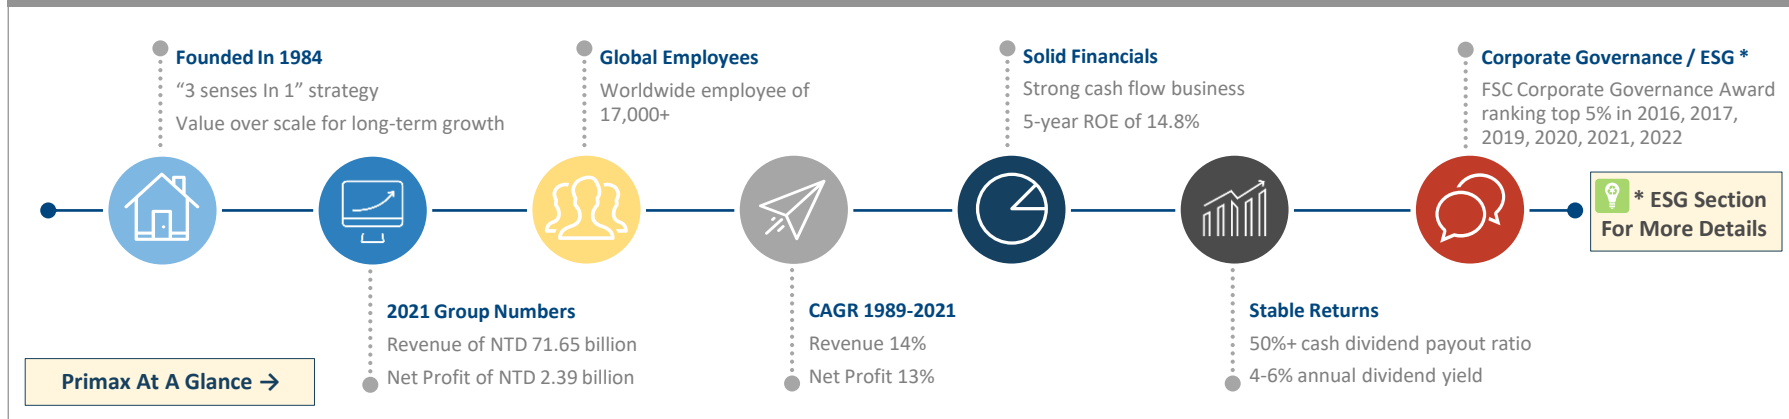 Founded In 1984
“3 senses In 1” strategy
Value over scale for long-term growth
Global Employees
Worldwide employee of
17,000+
Solid Financials
Strong cash flow business
5-year ROE of 14.8%
Corporate Governance / ESG *
FSC Corporate Governance Award
ranking top 5% in 2016, 2017,
2019, 2020, 2021, 2022
* ESG Section
For More Details
2021 Group Numbers
Revenue of NTD 71.65 billion
Net Profit of NTD 2.39 billion
CAGR 1989-2021
Revenue 14%
Net Profit 13%
Stable Returns
50%+ cash dividend payout ratio
4-6% annual dividend yield
Primax At A Glance →